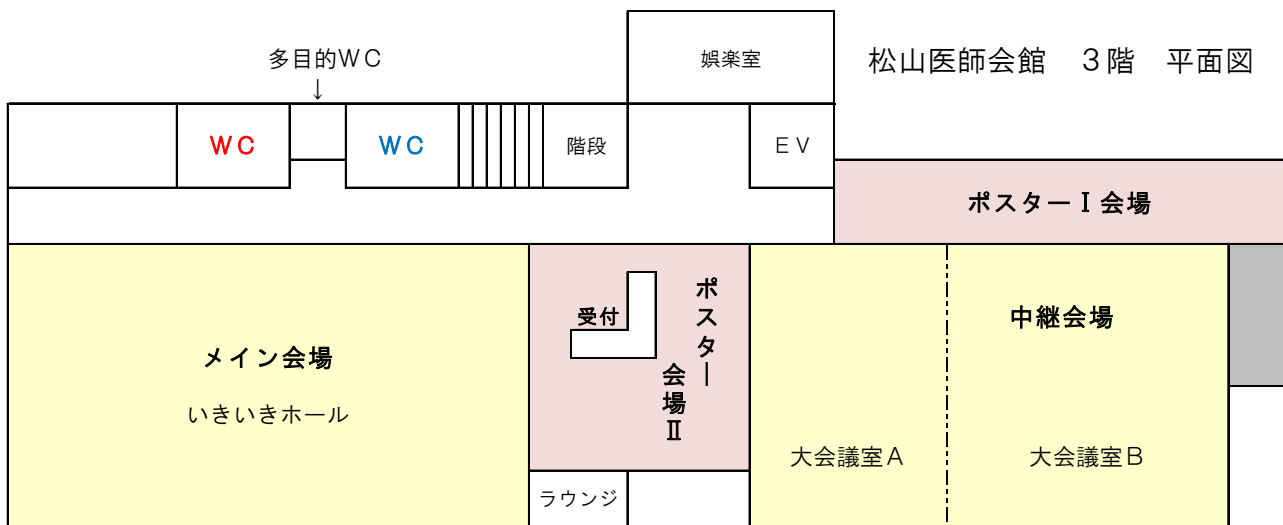 松山医師会館　３階　平面図
娯楽室
多目的ＷＣ
↓
ＷＣ
ＷＣ
階段
ＥＶ
ポスターⅠ会場
メイン会場
いきいきホール
受付
ポスター
会場Ⅱ
中継会場
大会議室Ａ
大会議室Ｂ
ラウンジ